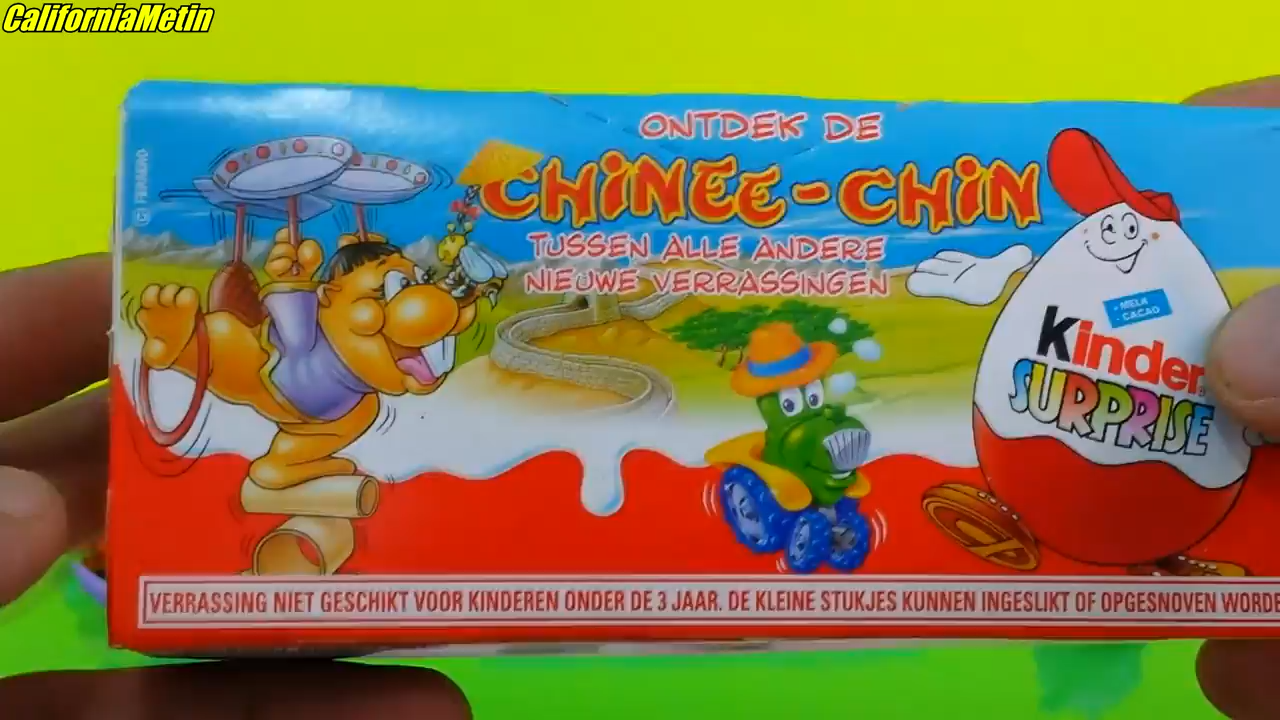 CaliforniaMetin
(C) FERRERO
ONTDEK DE
CHINEE-CHIN
TUSSEN ALLE ANDERE
NIEUWE VERRASSINGEN
+MELK
-CACAO
Kinder
SURPRISE
VERRASSING NIET GESCHIKT VOOR KINDEREN ONDER DE 3 JAAR. DE KLEINE STUKJES KUNNEN INGESLIKT OF OPGESNOVEN WORDE